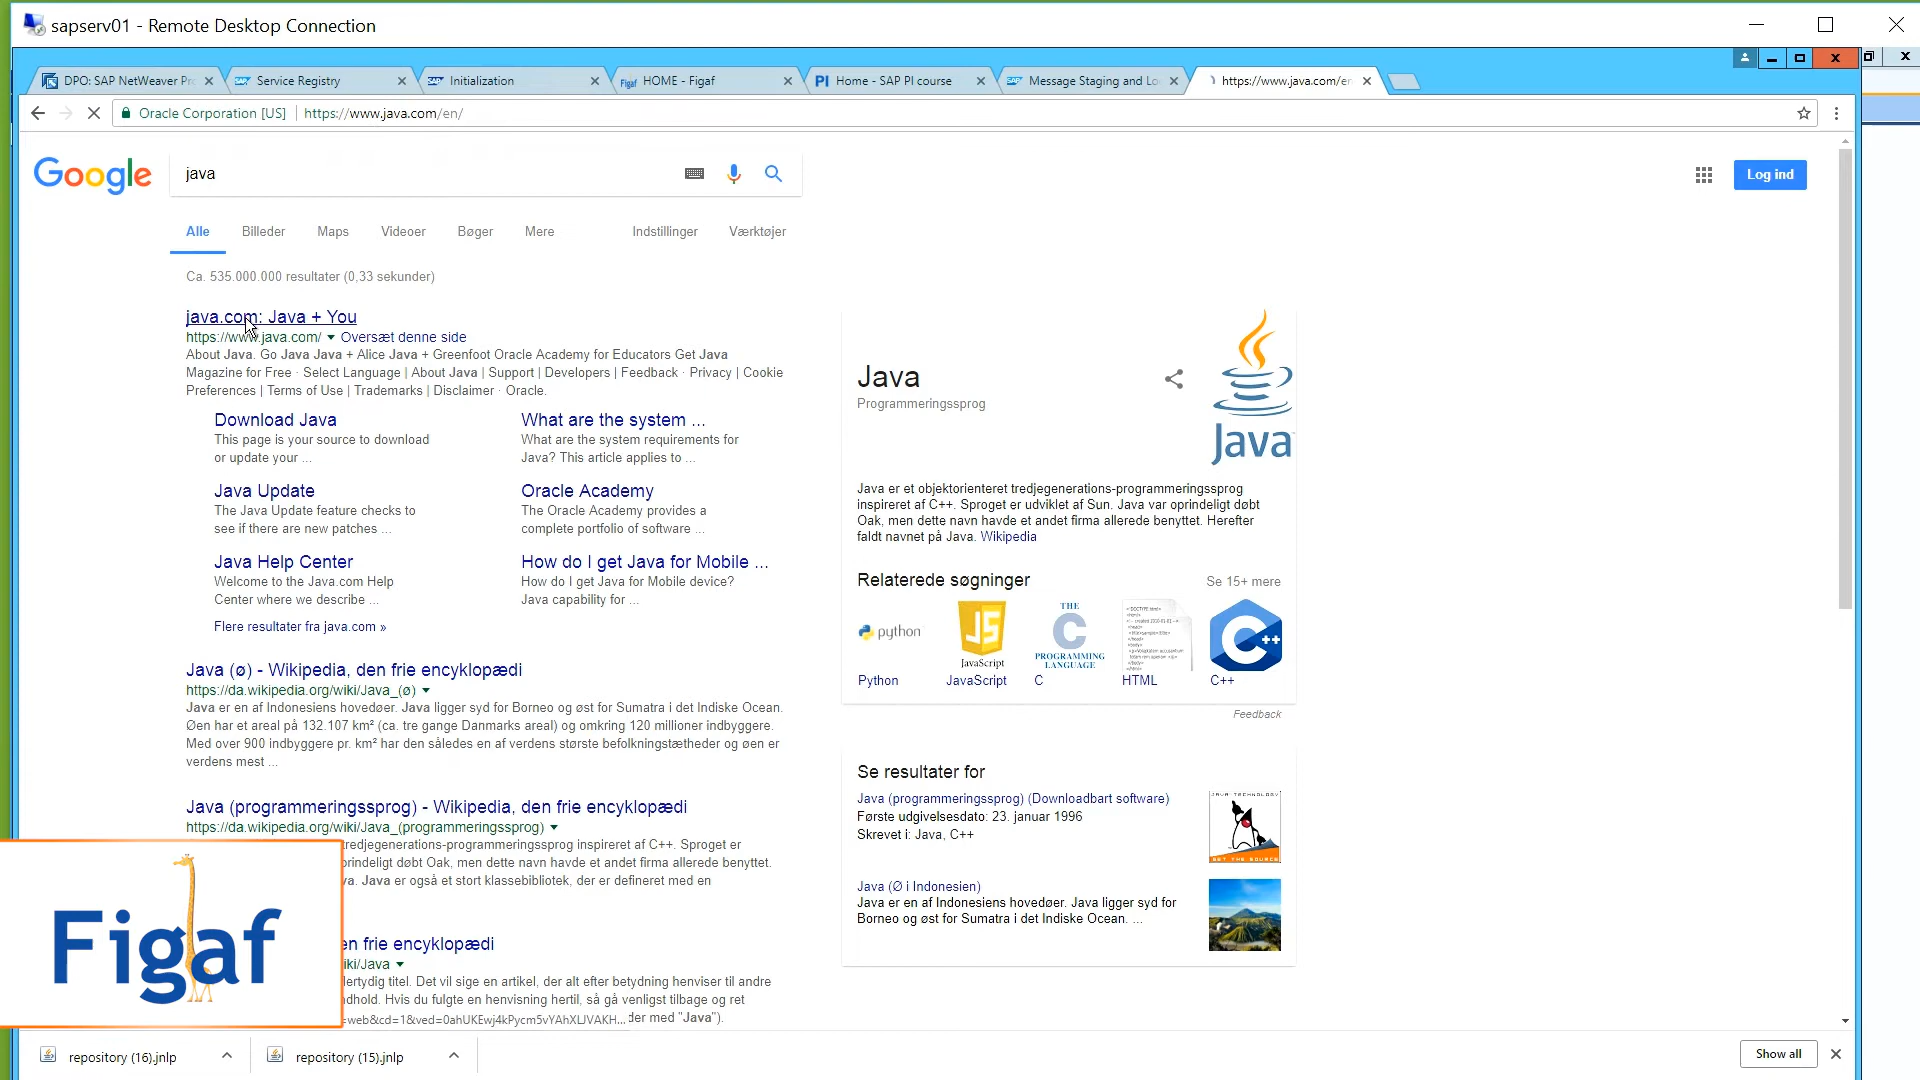 sapserv01 - Remote Desktop Connection
DPO: SAP NetWeaver Pr
Service Registry
Initialization
Figaf HOME - Figaf
PI Home - SAP PI course
Message Staging and Lo
https://www.java.com/en
Oracle Corporation [US] https://www.java.com/en/
Google
java
Log ind
Alle Billeder Maps Videoer Bøger Mere Indstillinger Værktøjer
Ca. 535.000.000 resultater (0,33 sekunder)
java.com: Java + You
https://www.java.com/ Oversæt denne side
About Java. Go Java Java + Alice Java + Greenfoot Oracle Academy for Educators Get Java
Magazine for Free · Select Language | About Java | Support | Developers | Feedback · Privacy | Cookie
Preferences | Terms of Use | Trademarks | Disclaimer · Oracle.
Download Java
This page is your source to download
or update your ...
What are the system ...
What are the system requirements for
Java? This article applies to ...
Java Update
The Java Update feature checks to
see if there are new patches ...
Oracle Academy
The Oracle Academy provides a
complete portfolio of software ...
Java Help Center
Welcome to the Java.com Help
Center where we describe ...
How do I get Java for Mobile ...
How do I get Java for Mobile device?
Java capability for ...
Flere resultater fra java.com »
Java (ø) - Wikipedia, den frie encyklopædi
https://da.wikipedia.org/wiki/Java_(ø)
Java er en af Indonesiens hovedøer. Java ligger syd for Borneo og øst for Sumatra i det Indiske Ocean.
Øen har et areal på 132.107 km² (ca. tre gange Danmarks areal) og omkring 120 millioner indbyggere.
Med over 900 indbyggere pr. km² har den således en af verdens største befolkningstætheder og øen er
verdens mest ...
Java (programmeringssprog) - Wikipedia, den frie encyklopædi
https://da.wikipedia.org/wiki/Java_(programmeringssprog)
tredjegenerations-programmeringssprog inspireret af C++. Sproget er
prindeligt døbt Oak, men dette navn havde et andet firma allerede benyttet.
va. Java er også et stort klassebibliotek, der er defineret med en
en frie encyklopædi
iki/Java
lertydig titel. Det vil sige en artikel, der alt efter betydning henviser til andre
dhold. Hvis du fulgte en henvisning hertil, så gå venligst tilbage og ret
=web&cd=1&ved=0ahUKEwj4kPycm5vYAhXLJVAKH... der med "Java").
Java
Programmeringssprog
Java
Java er et objektorienteret tredjegenerations-programmeringssprog
inspireret af C++. Sproget er udviklet af Sun. Java var oprindeligt døbt
Oak, men dette navn havde et andet firma allerede benyttet. Herefter
faldt navnet på Java. Wikipedia
Relaterede søgninger
Se 15+ mere
python
JS
JavaScript
THE
C
PROGRAMMING
LANGUAGE
C++
Python JavaScript C HTML C++
Feedback
Se resultater for
Java (programmeringssprog) (Downloadbart software)
Første udgivelsesdato: 23. januar 1996
Skrevet i: Java, C++
JAVA TECHNOLOGY
GET THE SOURCE
Java (Ø i Indonesien)
Java er en af Indonesiens hovedøer. Java ligger syd for
Borneo og øst for Sumatra i det Indiske Ocean. ...
Figaf
repository (16).jnlp
repository (15).jnlp
Show all